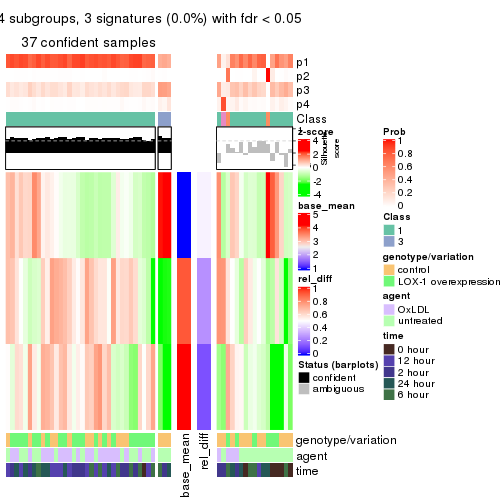 4 subgroups, 3 signatures (0.0%) with fdr < 0.05
37 confident samples
p1
p2
p3
p4
Class
Silhouette
score
z-score
4
2
0
-2
-4
base_mean
5
4
3
2
1
rel_diff
1
0.8
0.6
0.4
0.2
0
Status (barplots)
confident
ambiguous
Prob
1
0.8
0.6
0.4
0.2
0
Class
1
3
genotype/variation
control
LOX-1 overexpression
agent
OxLDL
untreated
time
0 hour
12 hour
2 hour
24 hour
6 hour
genotype/variation
agent
time
base_mean
rel_diff